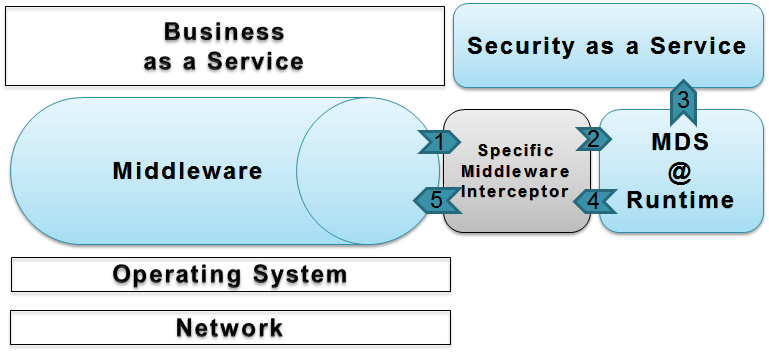 Business
as a Service
Security as a Service
3
1
2
Middleware
Specific
Middleware
Interceptor
MDS
@
Runtime
5
4
Operating System
Network